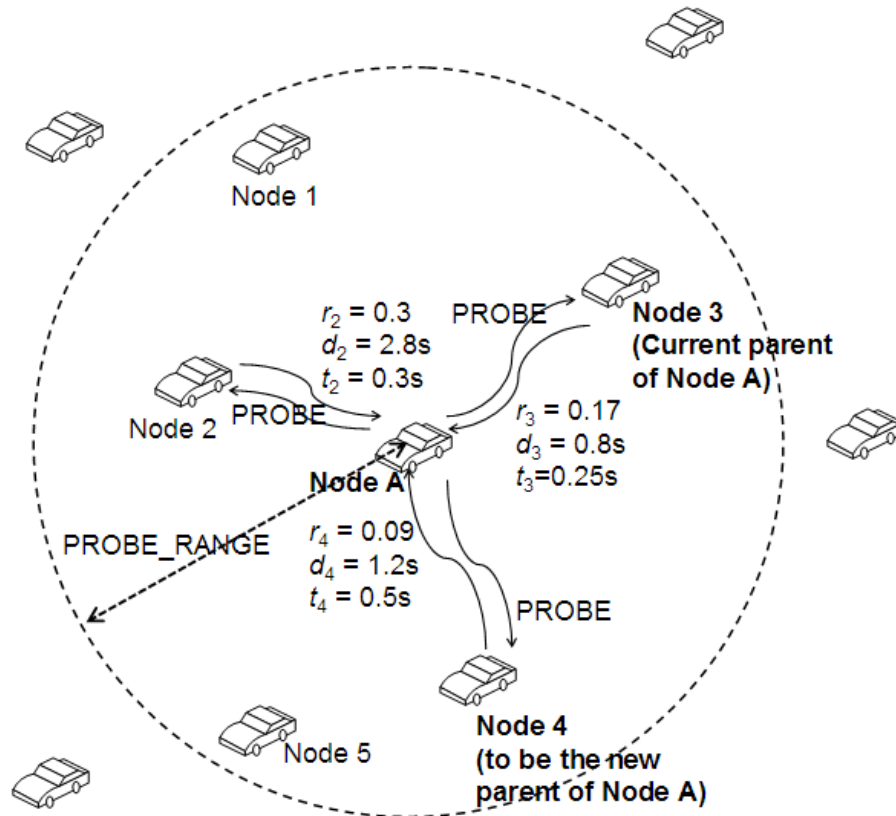 Node 1
r2 = 0.3
d2 = 2.8s
t2 = 0.3s
PROBE
Node 3
(Current parent
of Node A)
Node 2
PROBE
r3 = 0.17
d3 = 0.8s
t3=0.25s
Node A
PROBE_RANGE
r4 = 0.09
d4 = 1.2s
t4 = 0.5s
PROBE
Node 5
Node 4
(to be the new
parent of Node A)